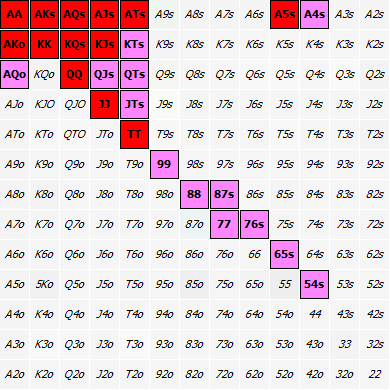 AA AKs AQs AJs ATs A9s A8s A7s A6s A5s A4s A3s A2s
AKo KK KQs KJs KTs K9s K8s K7s K6s K5s K4s K3s K2s
AQo KQo QQ QJs QTs Q9s Q8s Q7s Q6s Q5s Q4s Q3s Q2s
AJo KJO QJO JJ JTs J9s J8s J7s J6s J5s J4s J3s J2s
ATo KTo QTO JTo TT T9s T8s T7s T6s T5s T4s T3s T2s
A9o K9o Q9o J9o T9o 99 98s 97s 96s 95s 94s 93s 92s
A8o K8o Q8o J8o T8o 98o 88 87s 86s 85s 84s 83s 82s
A7o K7o Q7o J7o T7o 97o 87o 77 76s 75s 74s 73s 72s
A6o K6o Q6o J6o T6o 96o 86o 76o 66 65s 64s 63s 62s
A5o 5Ko Q5o J5o T5o 95o 85o 75o 65o 55 54s 53s 52s
A4o K4o Q4o J4o T4o 94o 84o 74o 64o 54o 44 43s 42s
A3o K3o Q3o J3o T3o 93o 83o 73o 63o 53o 43o 33 32s
A2o K2o Q2o J2o T2o 92o 82o 72o 62o 52o 42o 32o 22